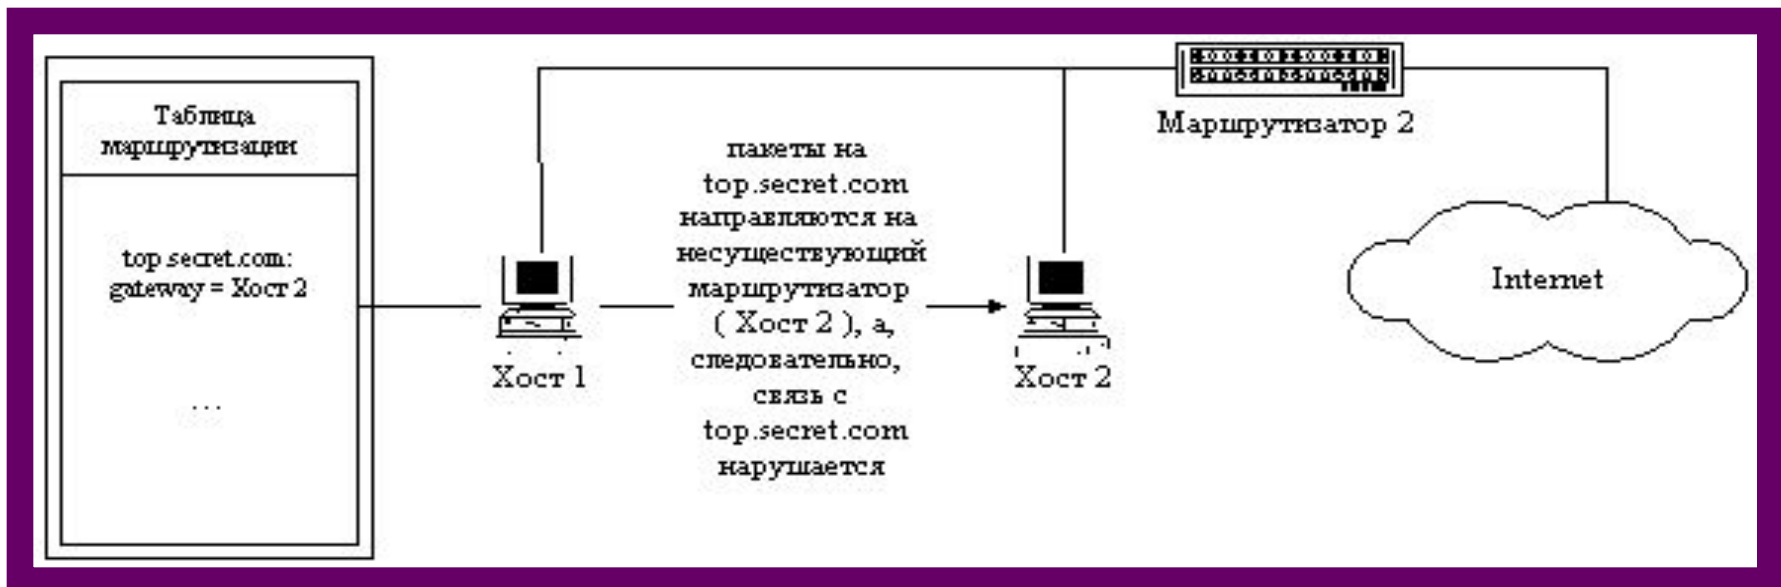 Таблица
маршрутизации
top.secret.com:
gateway = Хост 2
. . .
Хост 1
пакеты на
top.secret.com
направляются на
несуществующий
маршрутизатор
( Хост 2 ), а,
следовательно,
связь с
top.secret.com
нарушается
Хост 2
Маршрутизатор 2
Internet